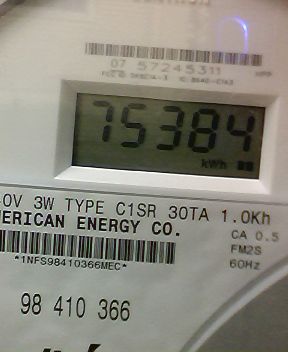 07 57245311
75384
kWh
0V 3W TYPE C1SR 30TA 1.0Kh
ERICAN ENERGY CO.
CA 0.5
FM2S
60Hz
*1NFS98410366MEC*
98 410 366